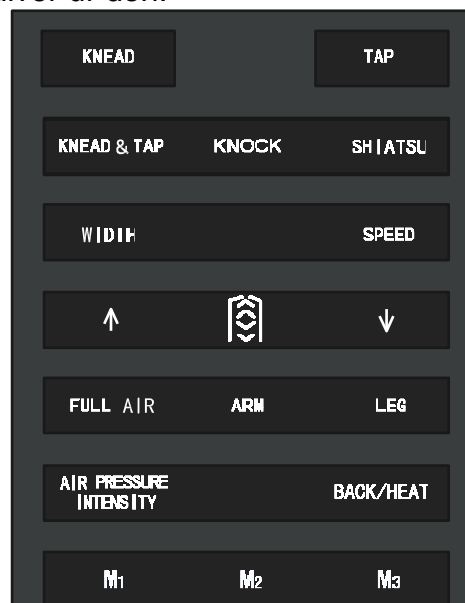 KNEAD TAP
KNEAD & TAP KNOCK SHIATSU
WIDTH SPEED
↑ ↓
FULL AIR ARM LEG
AIR PRESSURE
INTENSITY BACK/HEAT
M1 M2 M3